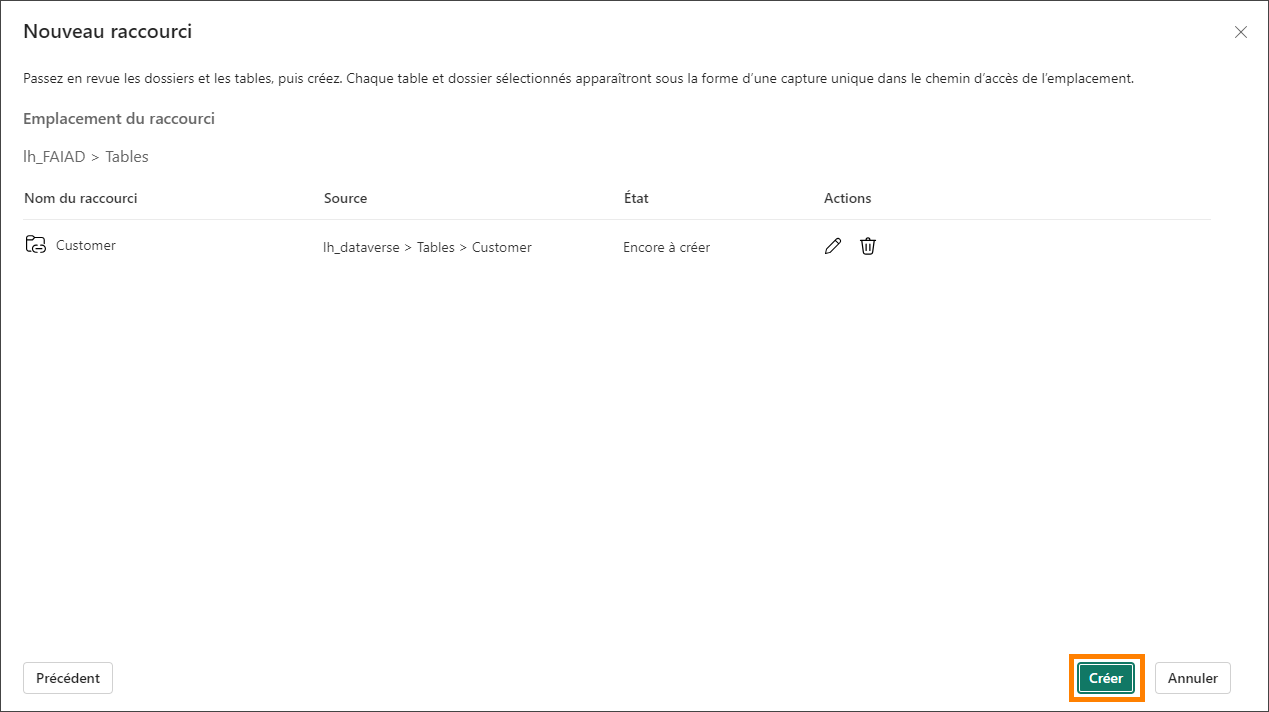 Nouveau raccourci
Passez en revue les dossiers et les tables, puis créez. Chaque table et dossier sélectionnés apparaîtront sous la forme d’une capture unique dans le chemin d’accès de l’emplacement.
Emplacement du raccourci
lh_FAIAD > Tables
Nom du raccourci Source État Actions
Customer lh_dataverse > Tables > Customer Encore à créer
Précédent Créer Annuler